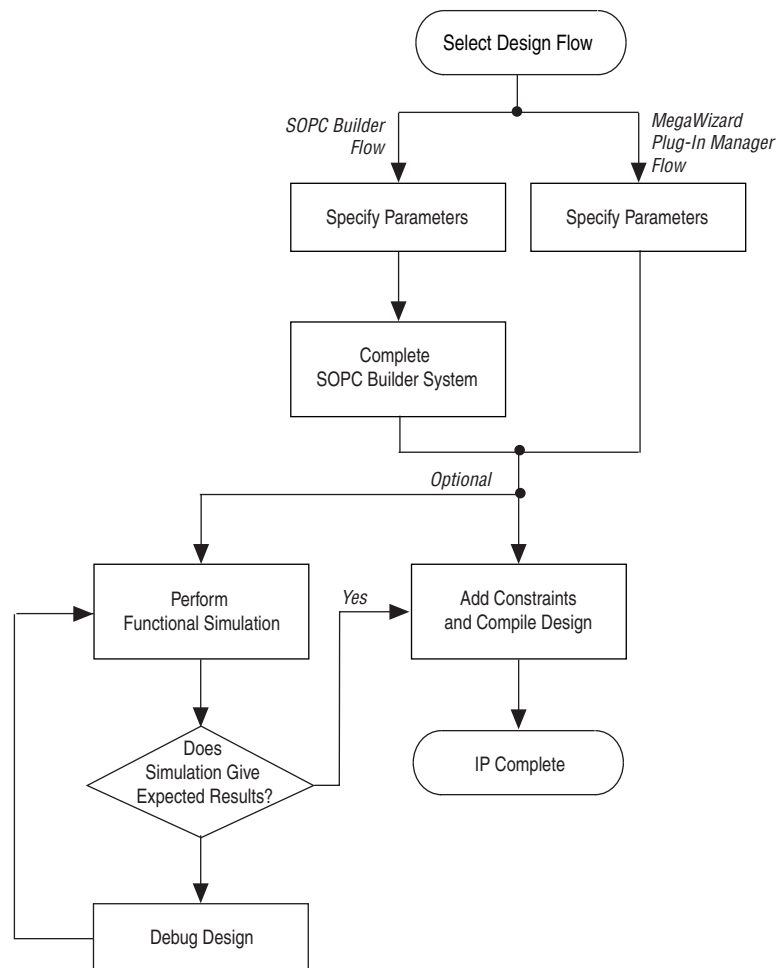 Select Design Flow
SOPC Builder
Flow
MegaWizard
Plug-In Manager
Flow
Specify Parameters
Specify Parameters
Complete
SOPC Builder System
Optional
Perform
Functional Simulation
Yes
Add Constraints
and Compile Design
Does
Simulation Give
Expected Results?
IP Complete
Debug Design